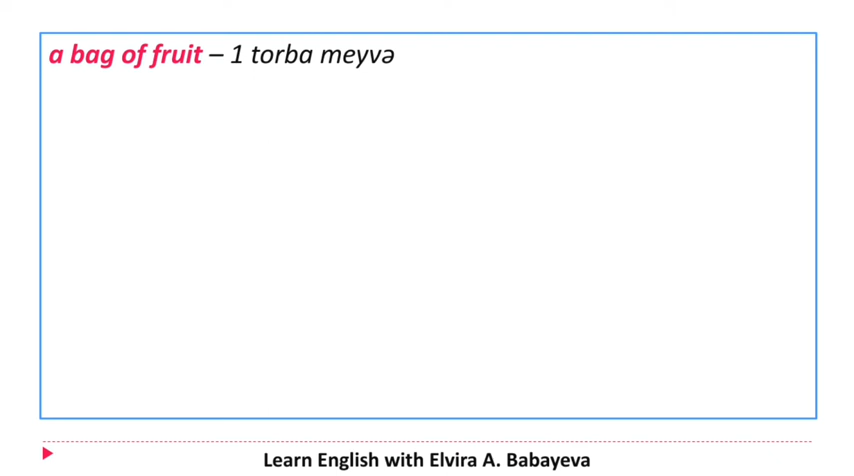 a bag of fruit – 1 torba meyvə
Learn English with Elvira A. Babayeva